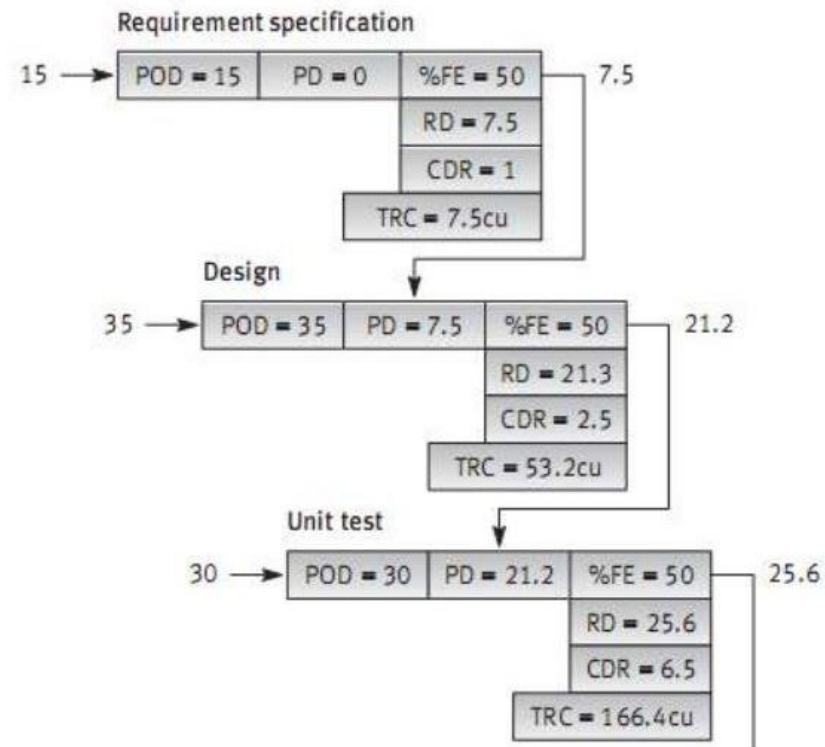 Requirement specification
15 POD = 15 PD = 0 %FE = 50 7.5
RD = 7.5
CDR = 1
TRC = 7.5cu
Design
35 POD = 35 PD = 7.5 %FE = 50 21.2
RD = 21.3
CDR = 2.5
TRC = 53.2cu
Unit test
30 POD = 30 PD = 21.2 %FE = 50 25.6
RD = 25.6
CDR = 6.5
TRC = 166.4cu